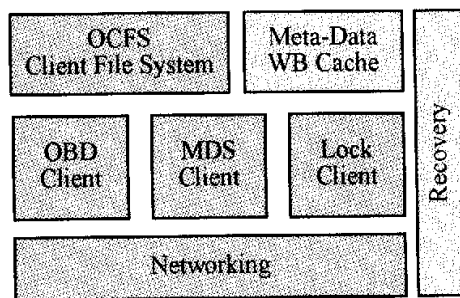 OCFS
Client File System
Meta-Data
WB Cache
OBD
Client
MDS
Client
Lock
Client
Networking
Recovery